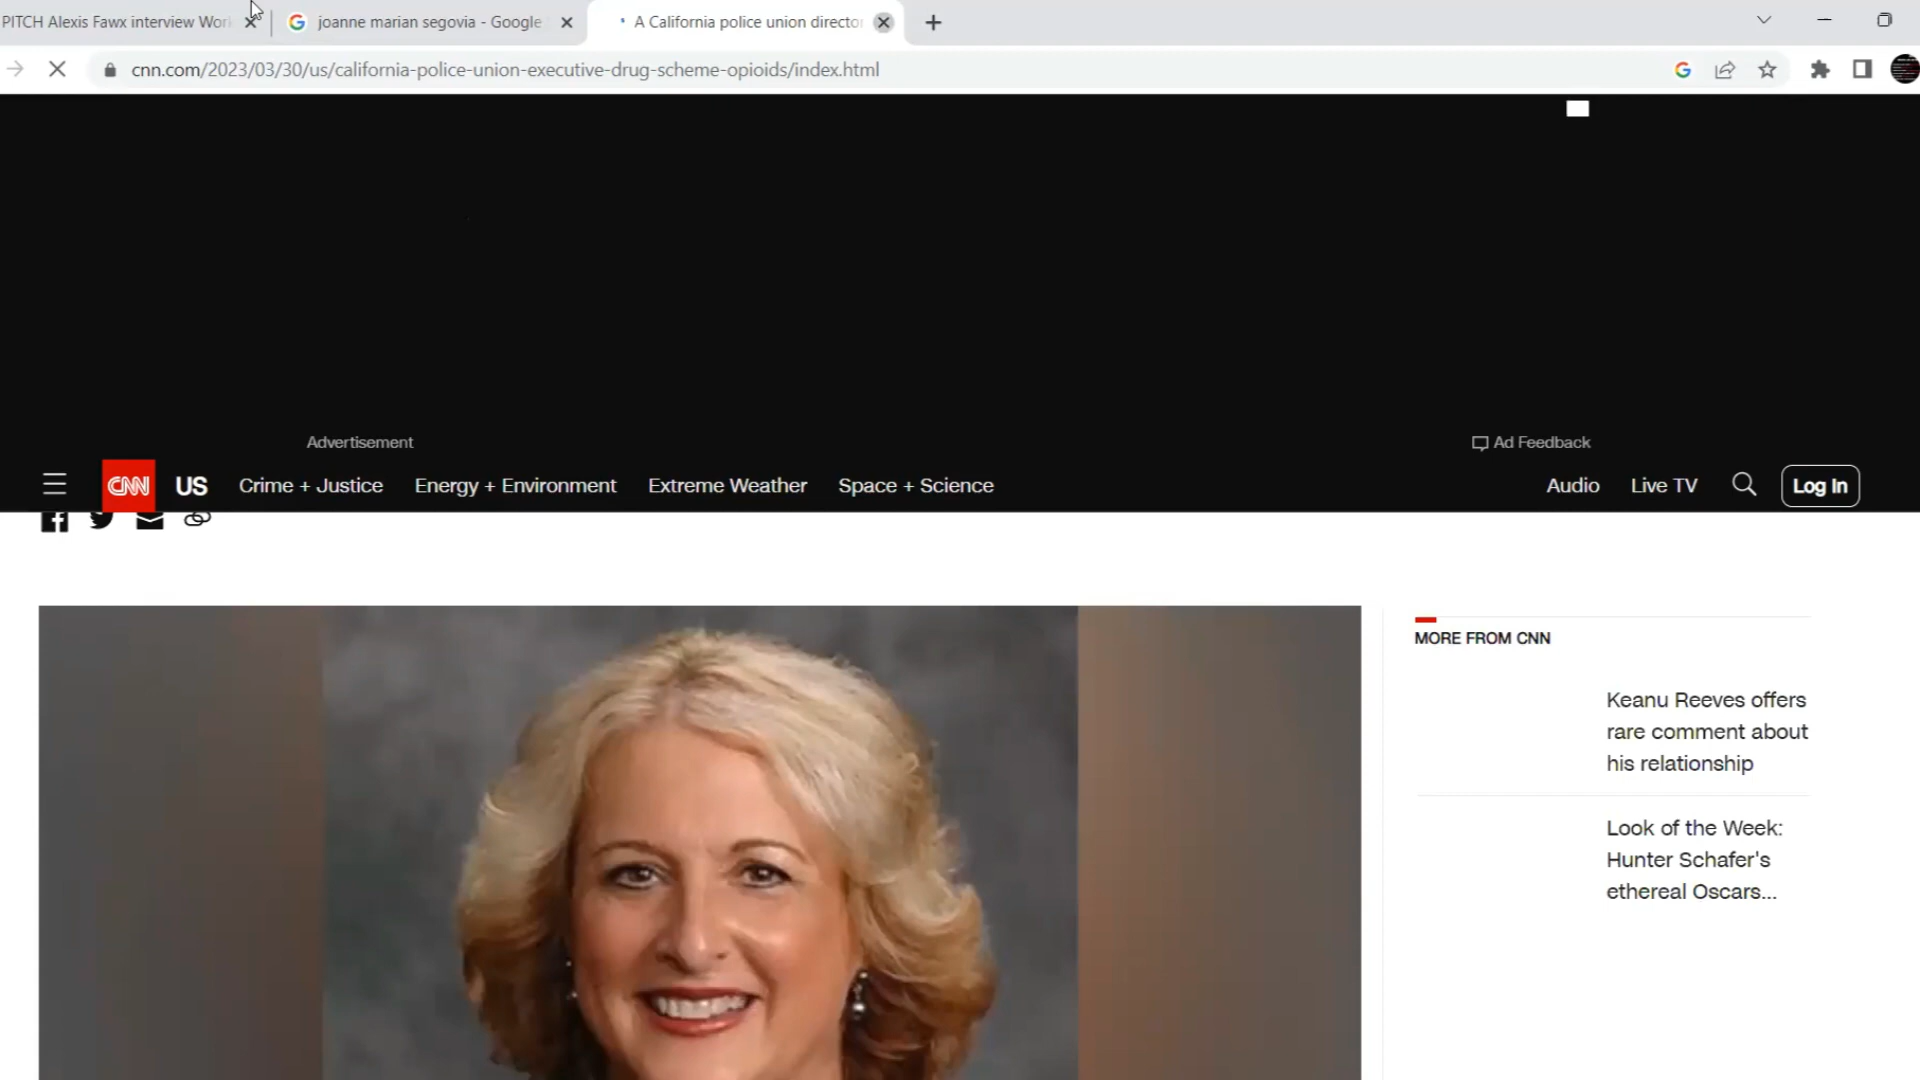 PITCH Alexis Fawx interview Wor
joanne marian segovia - Google
A California police union director
cnn.com/2023/03/30/us/california-police-union-executive-drug-scheme-opioids/index.html
Advertisement
Ad Feedback
CNN US Crime + Justice Energy + Environment Extreme Weather Space + Science Audio Live TV Log In
MORE FROM CNN
Keanu Reeves offers
rare comment about
his relationship
Look of the Week:
Hunter Schafer's
ethereal Oscars...